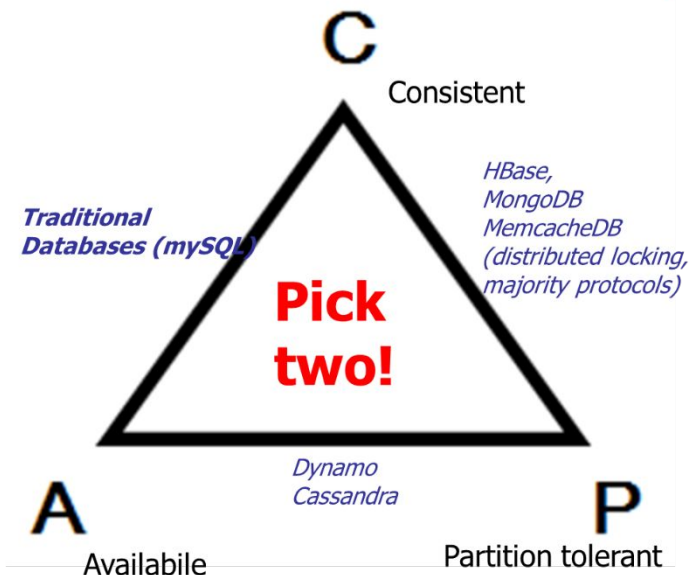 C
Consistent
HBase,
MongoDB
MemcacheDB
(distributed locking,
majority protocols)
Traditional
Databases (mySQL)
Pick
two!
Dynamo
Cassandra
A
P
Availabile
Partition tolerant